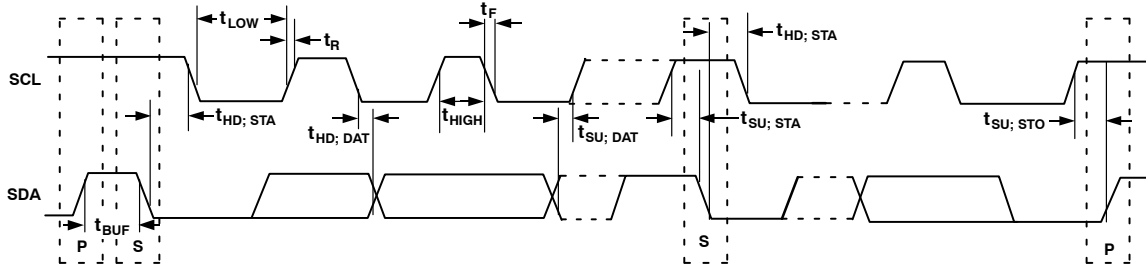 tLOW
tR
tF
tHD; STA
SCL
tHD; STA
tHD; DAT
tHIGH
tSU; DAT
tSU; STA
tSU; STO
SDA
tBUF
P
S
S
P